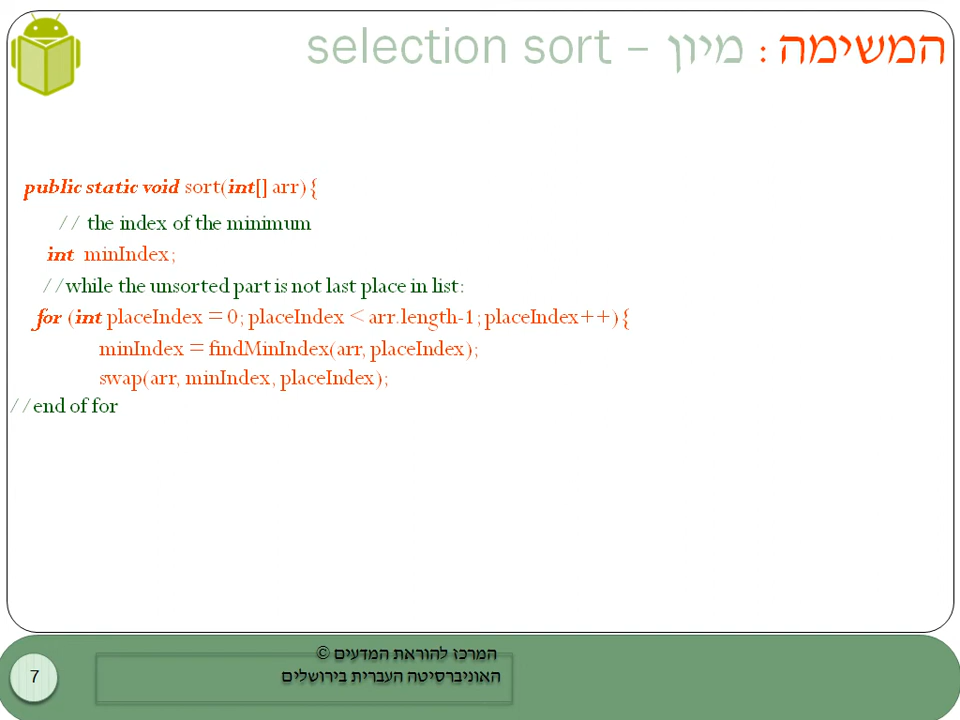 המשימה : מיון – selection sort
public static void sort(int[] arr){
// the index of the minimum
int minIndex;
//while the unsorted part is not last place in list:
for (int placeIndex = 0; placeIndex < arr.length-1; placeIndex++){
minIndex = findMinIndex(arr, placeIndex);
swap(arr, minIndex, placeIndex);
//end of for
המרכז להוראת המדעים ©
האוניברסיטה העברית בירושלים
7